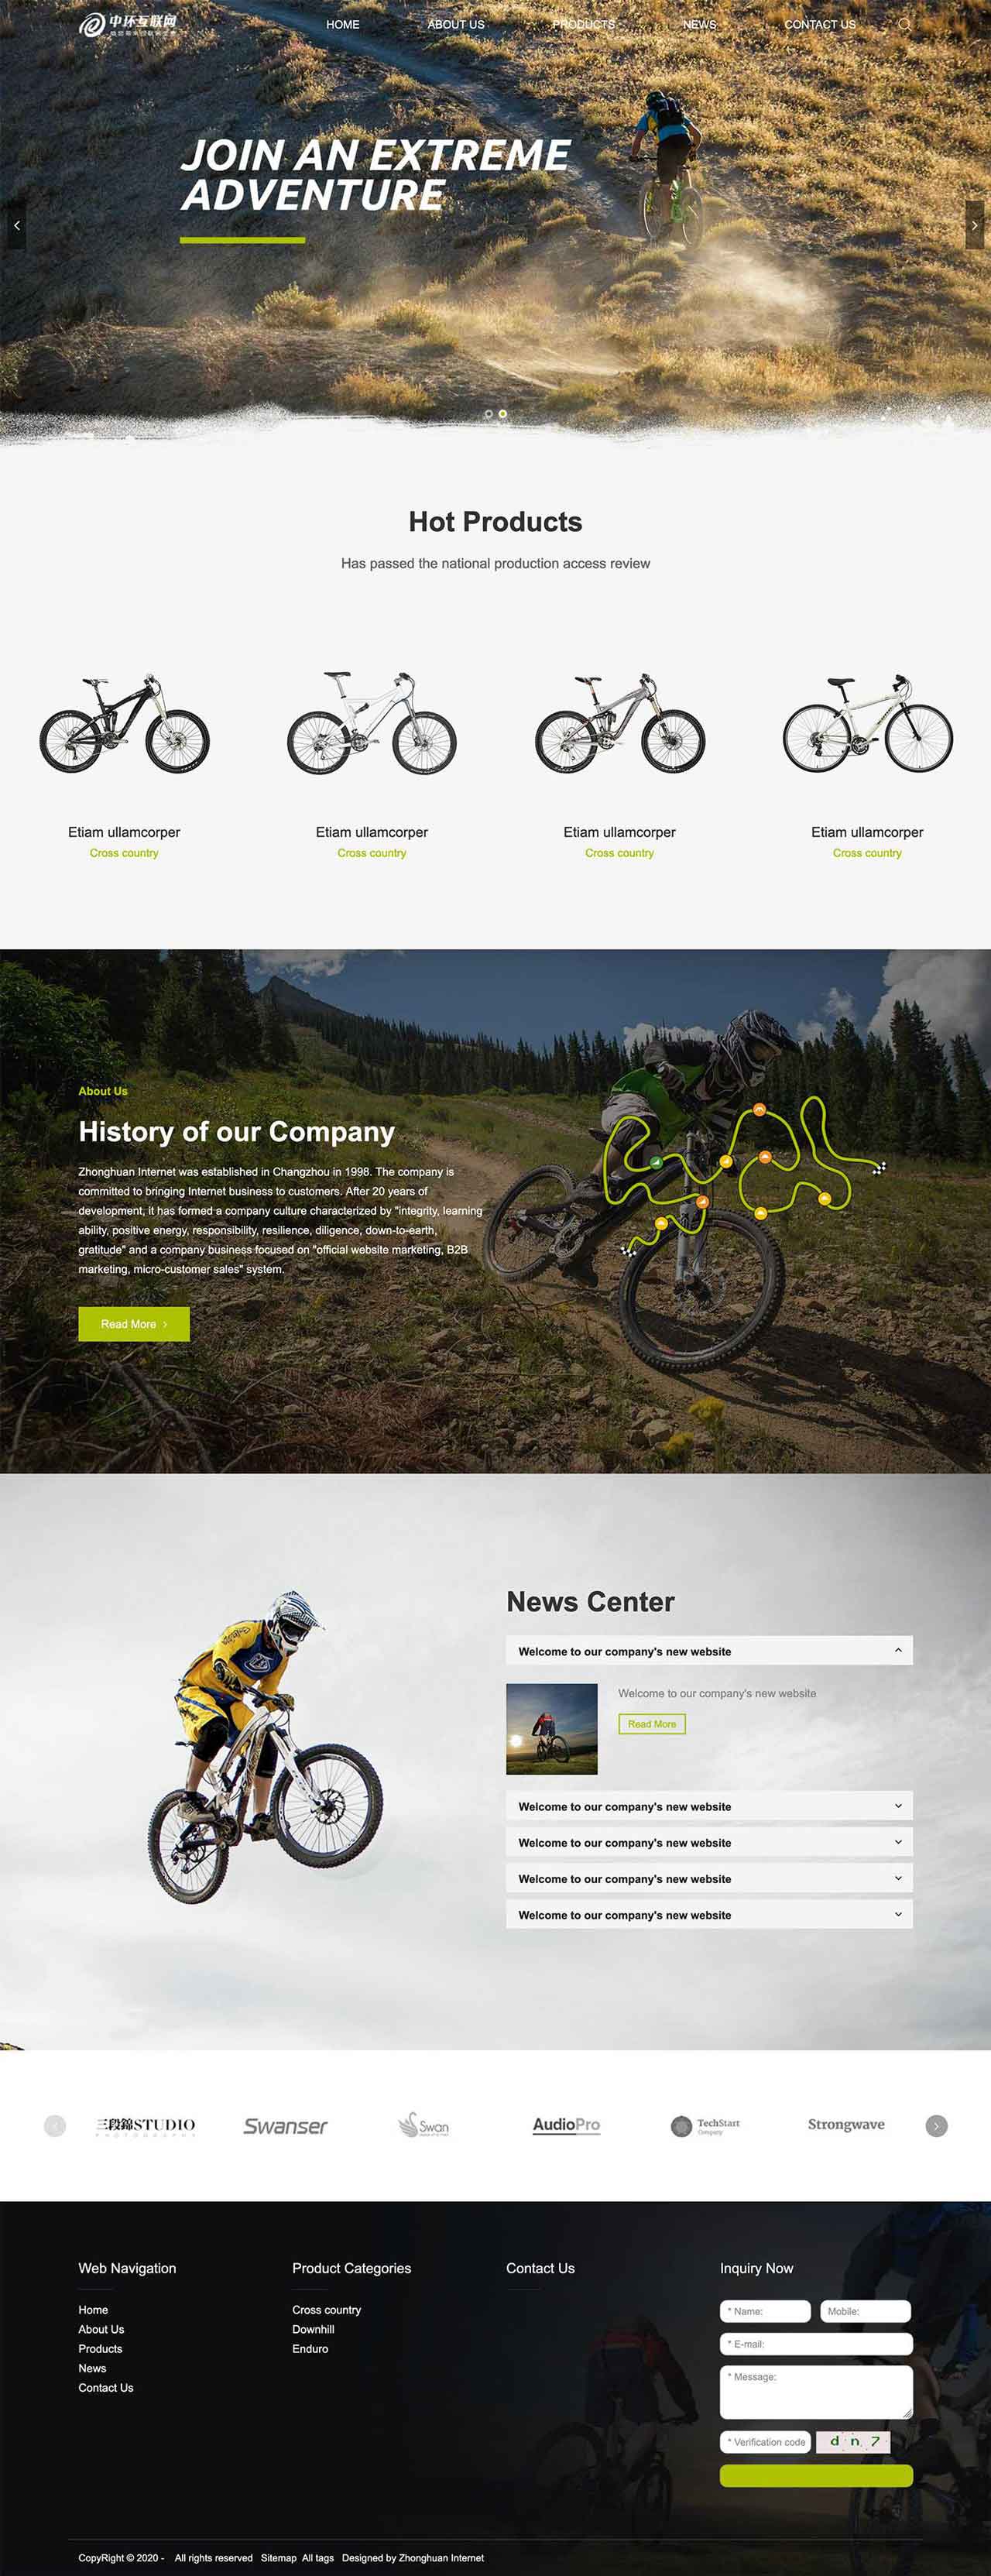 中环互联网
HOME
ABOUT US
PRODUCTS
NEWS
CONTACT US
JOIN AN EXTREME
ADVENTURE
Hot Products
Has passed the national production access review
Etiam ullamcorper
Cross country
Etiam ullamcorper
Cross country
Etiam ullamcorper
Cross country
Etiam ullamcorper
Cross country
About Us
History of our Company
Zhonghuan Internet was established in Changzhou in 1998. The company is
committed to bringing Internet business to customers. After 20 years of
development, it has formed a company culture characterized by "integrity, learning
ability, positive energy, responsibility, resilience, diligence, down-to-earth,
gratitude" and a company business focused on "official website marketing, B2B
marketing, micro-customer sales" system.
Read More
News Center
Welcome to our company's new website
Welcome to our company's new website
Read More
Welcome to our company's new website
Welcome to our company's new website
Welcome to our company's new website
Welcome to our company's new website
三段錦STUDIO
PHOTOGRAPHY
Swanser
Swan
AudioPro
TechStart
Company
Strongwave
Web Navigation
Home
About Us
Products
News
Contact Us
Product Categories
Cross country
Downhill
Enduro
Contact Us
Inquiry Now
* Name:
Mobile:
* E-mail:
* Message:
* Verification code
d n 7
CopyRight © 2020 - All rights reserved Sitemap All tags Designed by Zhonghuan Internet